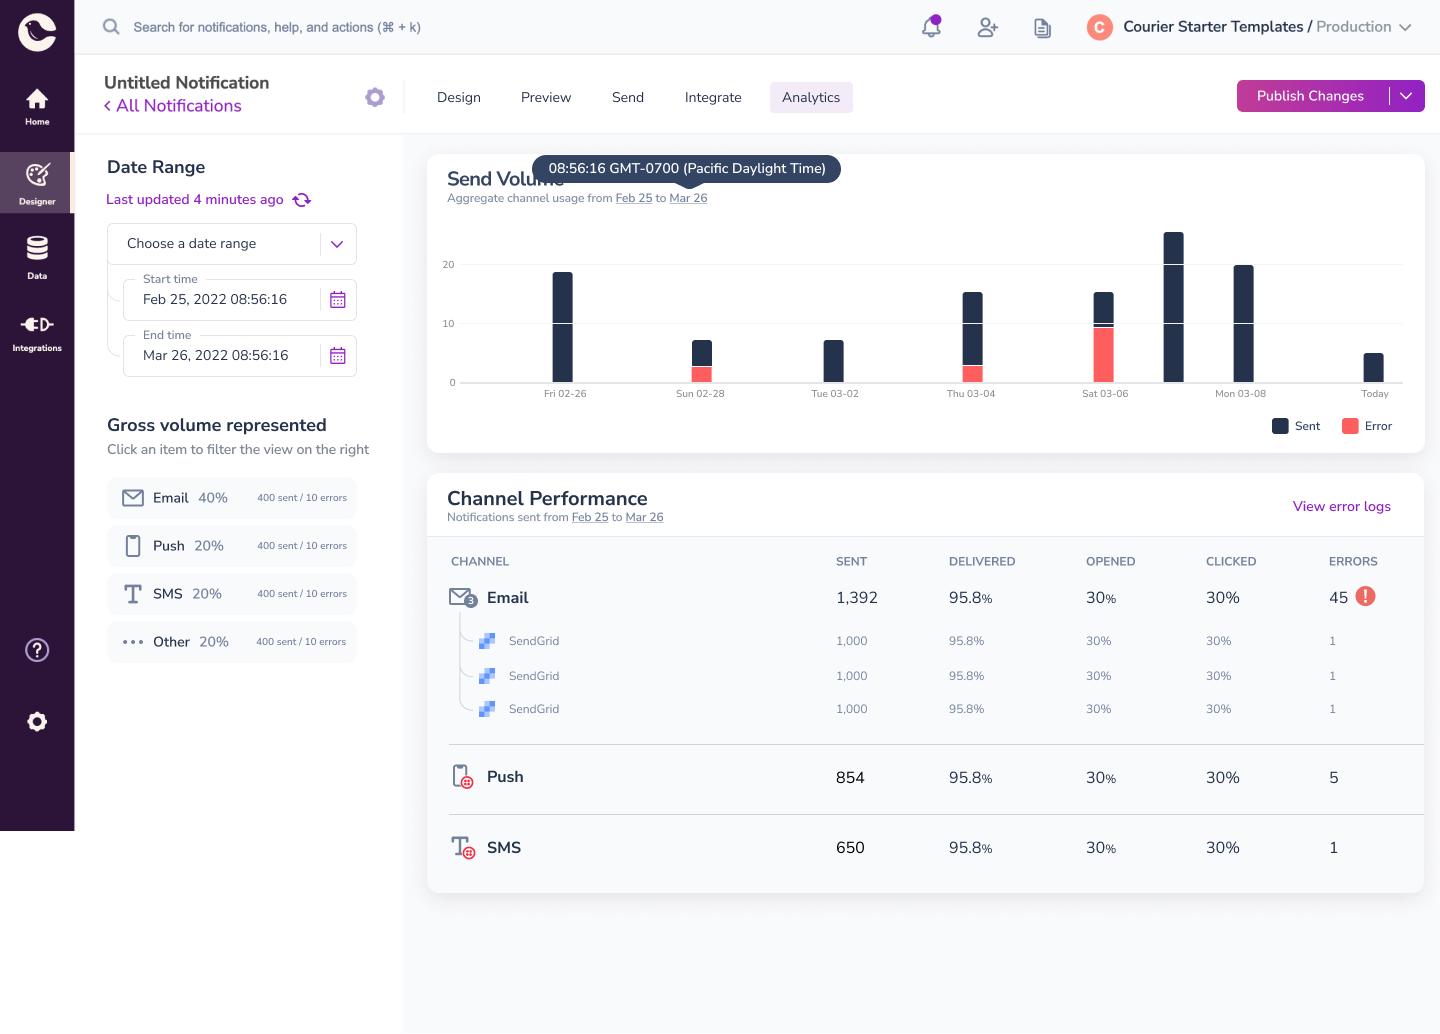 Search for notifications, help, and actions (⌘ + k)
C
Courier Starter Templates / Production
Home
Designer
Data
Integrations
?
Untitled Notification
All Notifications
Design
Preview
Send
Integrate
Analytics
Publish Changes
Date Range
Last updated 4 minutes ago
Choose a date range
Start time
Feb 25, 2022 08:56:16
End time
Mar 26, 2022 08:56:16
Gross volume represented
Click an item to filter the view on the right
Email 40% 400 sent / 10 errors
Push 20% 400 sent / 10 errors
SMS 20% 400 sent / 10 errors
Other 20% 400 sent / 10 errors
08:56:16 GMT-0700 (Pacific Daylight Time)
Send Volume
Aggregate channel usage from Feb 25 to Mar 26
20
10
0
Fri 02-26 Sun 02-28 Tue 03-02 Thu 03-04 Sat 03-06 Mon 03-08 Today
Sent Error
Channel Performance
Notifications sent from Feb 25 to Mar 26
View error logs
CHANNEL SENT DELIVERED OPENED CLICKED ERRORS
3 Email 1,392 95.8% 30% 30% 45 !
SendGrid 1,000 95.8% 30% 30% 1
SendGrid 1,000 95.8% 30% 30% 1
SendGrid 1,000 95.8% 30% 30% 1
Push 854 95.8% 30% 30% 5
SMS 650 95.8% 30% 30% 1